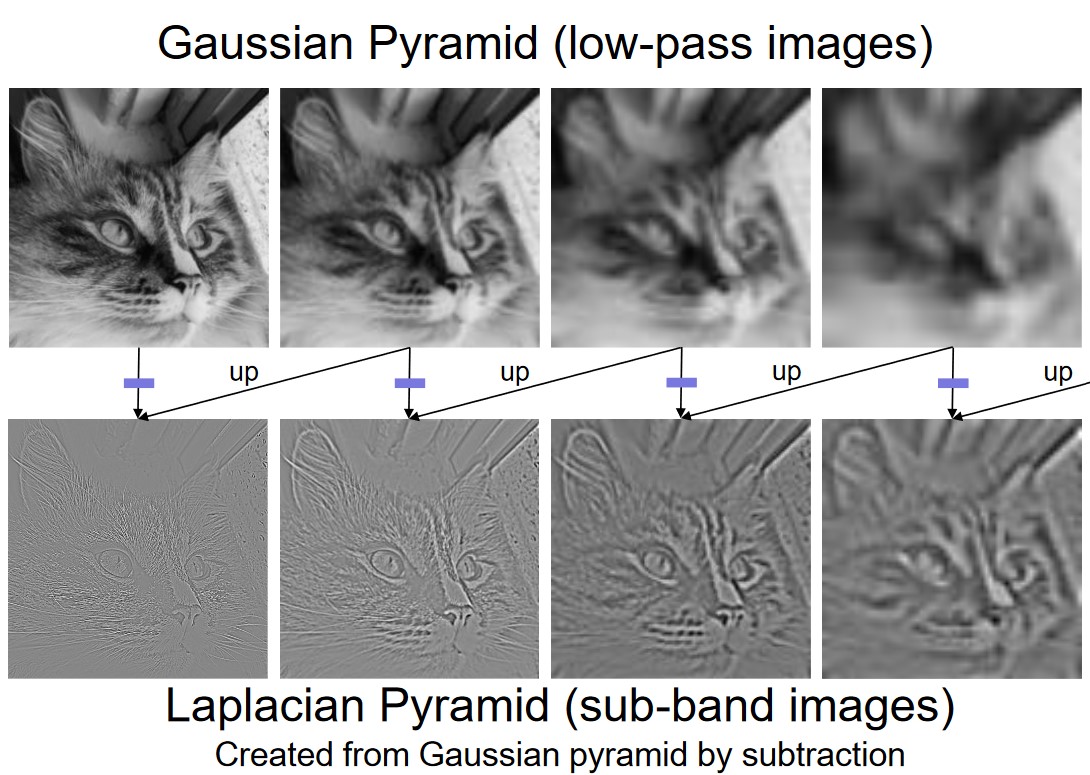 Gaussian Pyramid (low-pass images)
up
up
up
up
Laplacian Pyramid (sub-band images)
Created from Gaussian pyramid by subtraction